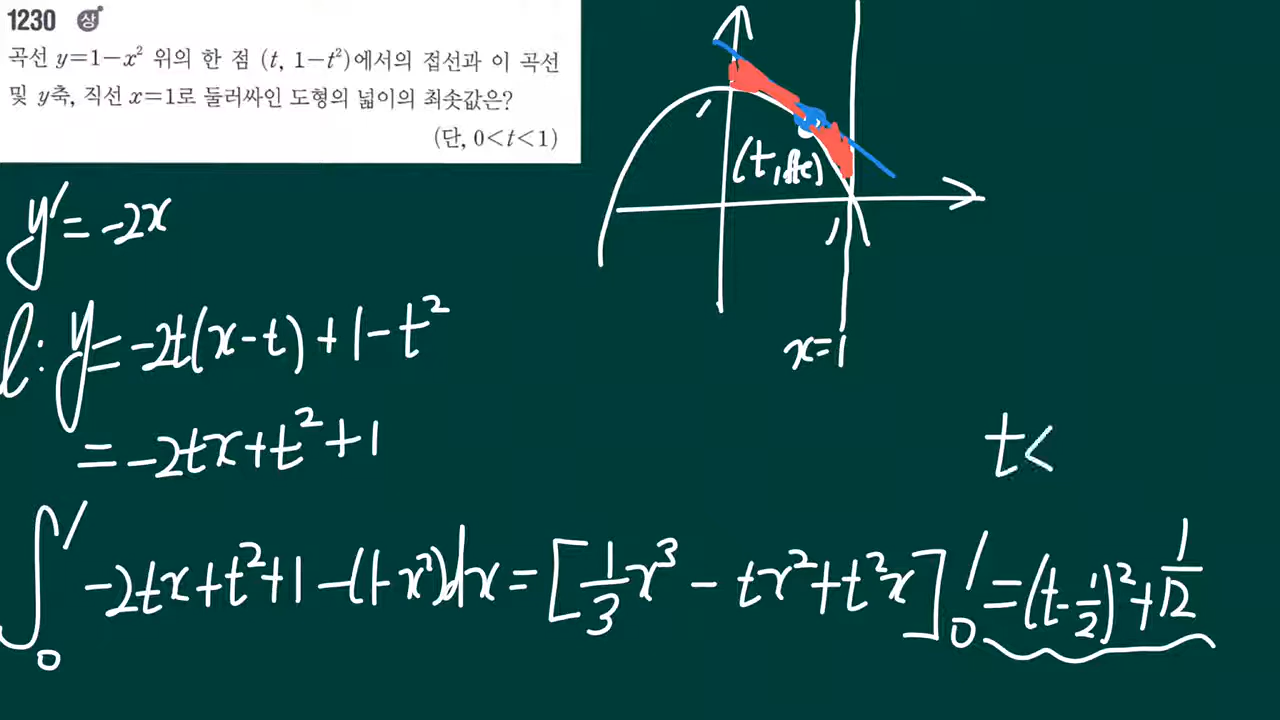 1230 상
곡선 y=1-x² 위의 한 점 (t, 1-t²)에서의 접선과 이 곡선
및 y축, 직선 x=1로 둘러싸인 도형의 넓이의 최솟값은?
(단, 0<t<1)
y′=-2x
l: y=-2t(x-t)+1-t²
=-2tx+t²+1
1
1
x=1
t<
∫₀¹ -2tx+t²+1-(1-x²)dx=[1/3x³-tx²+t²x]₀¹=(t-1/2)²+1/12